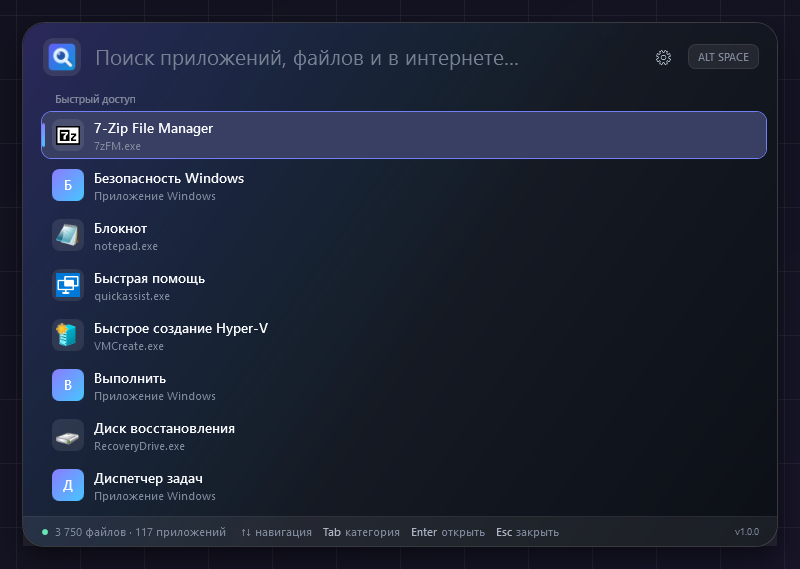 Поиск приложений, файлов и в интернете...
ALT SPACE
Быстрый доступ
7z
7-Zip File Manager
7zFM.exe
Б
Безопасность Windows
Приложение Windows
Блокнот
notepad.exe
Быстрая помощь
quickassist.exe
Быстрое создание Hyper-V
VMCreate.exe
В
Выполнить
Приложение Windows
Диск восстановления
RecoveryDrive.exe
Д
Диспетчер задач
Приложение Windows
3 750 файлов · 117 приложений ↑↓ навигация Tab категория Enter открыть Esc закрыть v1.0.0